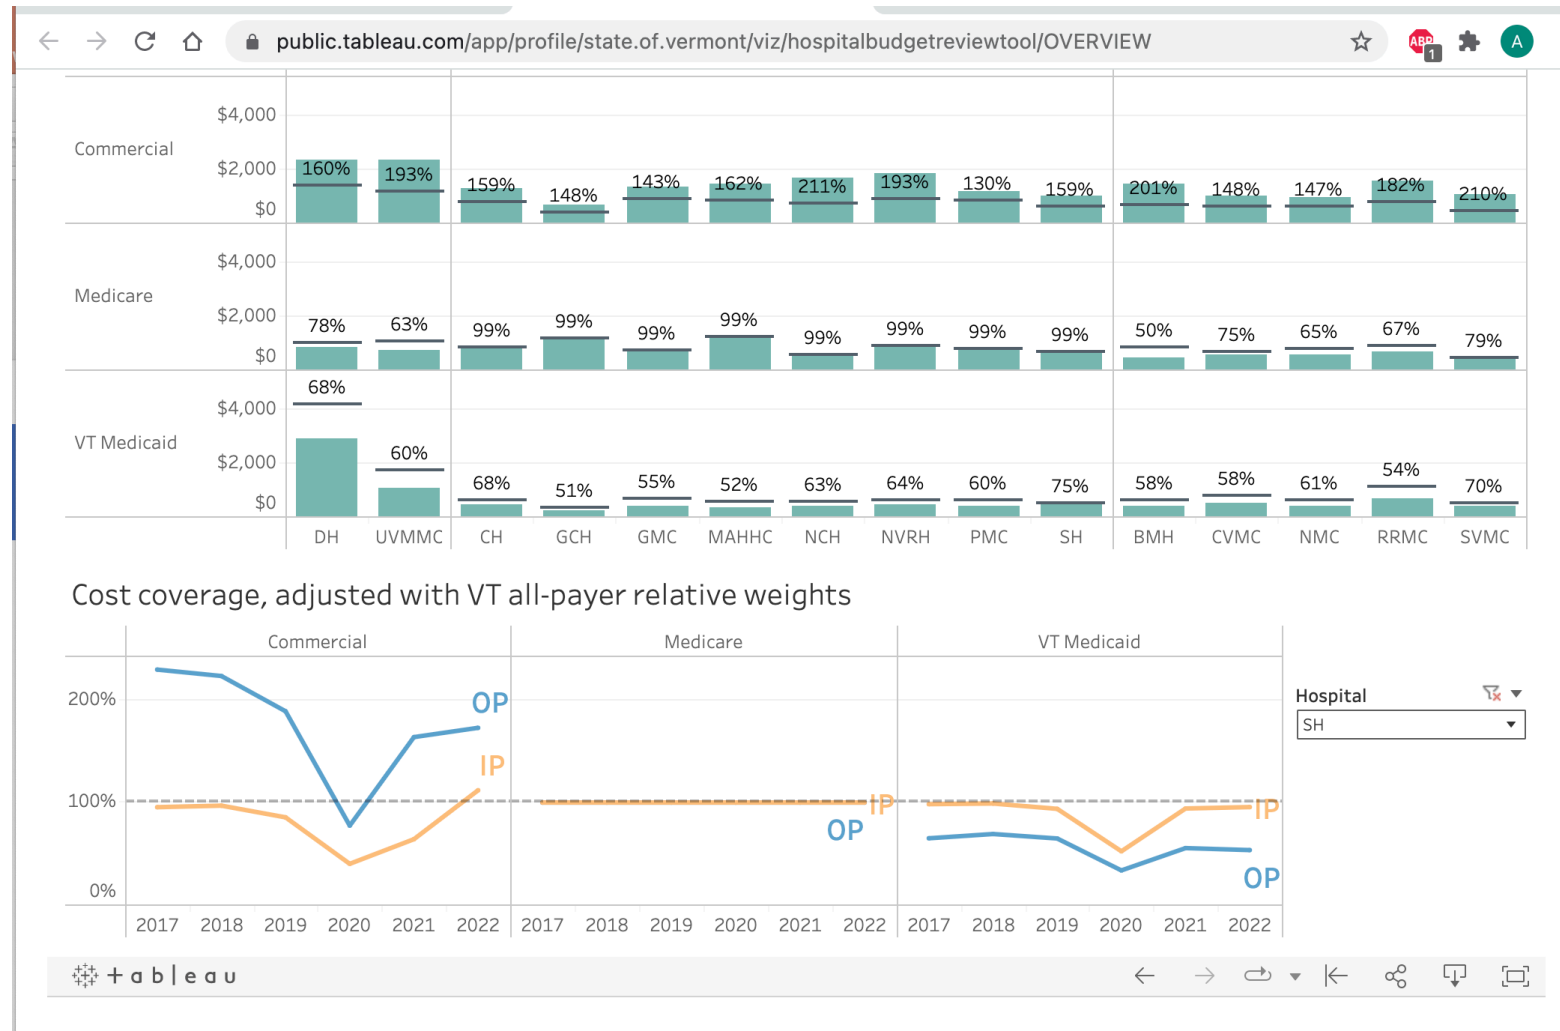 public.tableau.com/app/profile/state.of.vermont/viz/hospitalbudgetreviewtool/OVERVIEW
ABP
1
A
Commercial
$4,000
$2,000
$0
160% 193% 159% 148% 143% 162% 211% 193% 130% 159% 201% 148% 147% 182% 210%
Medicare
$4,000
$2,000
$0
78% 63% 99% 99% 99% 99% 99% 99% 99% 99% 50% 75% 65% 67% 79%
VT Medicaid
$4,000
$2,000
$0
68% 60% 68% 51% 55% 52% 63% 64% 60% 75% 58% 58% 61% 54% 70%
DH UVMMC CH GCH GMC MAHHC NCH NVRH PMC SH BMH CVMC NMC RRMC SVMC
Cost coverage, adjusted with VT all-payer relative weights
Commercial Medicare VT Medicaid
200%
100%
0%
OP
IP
IP
OP
IP
OP
2017 2018 2019 2020 2021 2022 2017 2018 2019 2020 2021 2022 2017 2018 2019 2020 2021 2022
Hospital
SH
+ableau